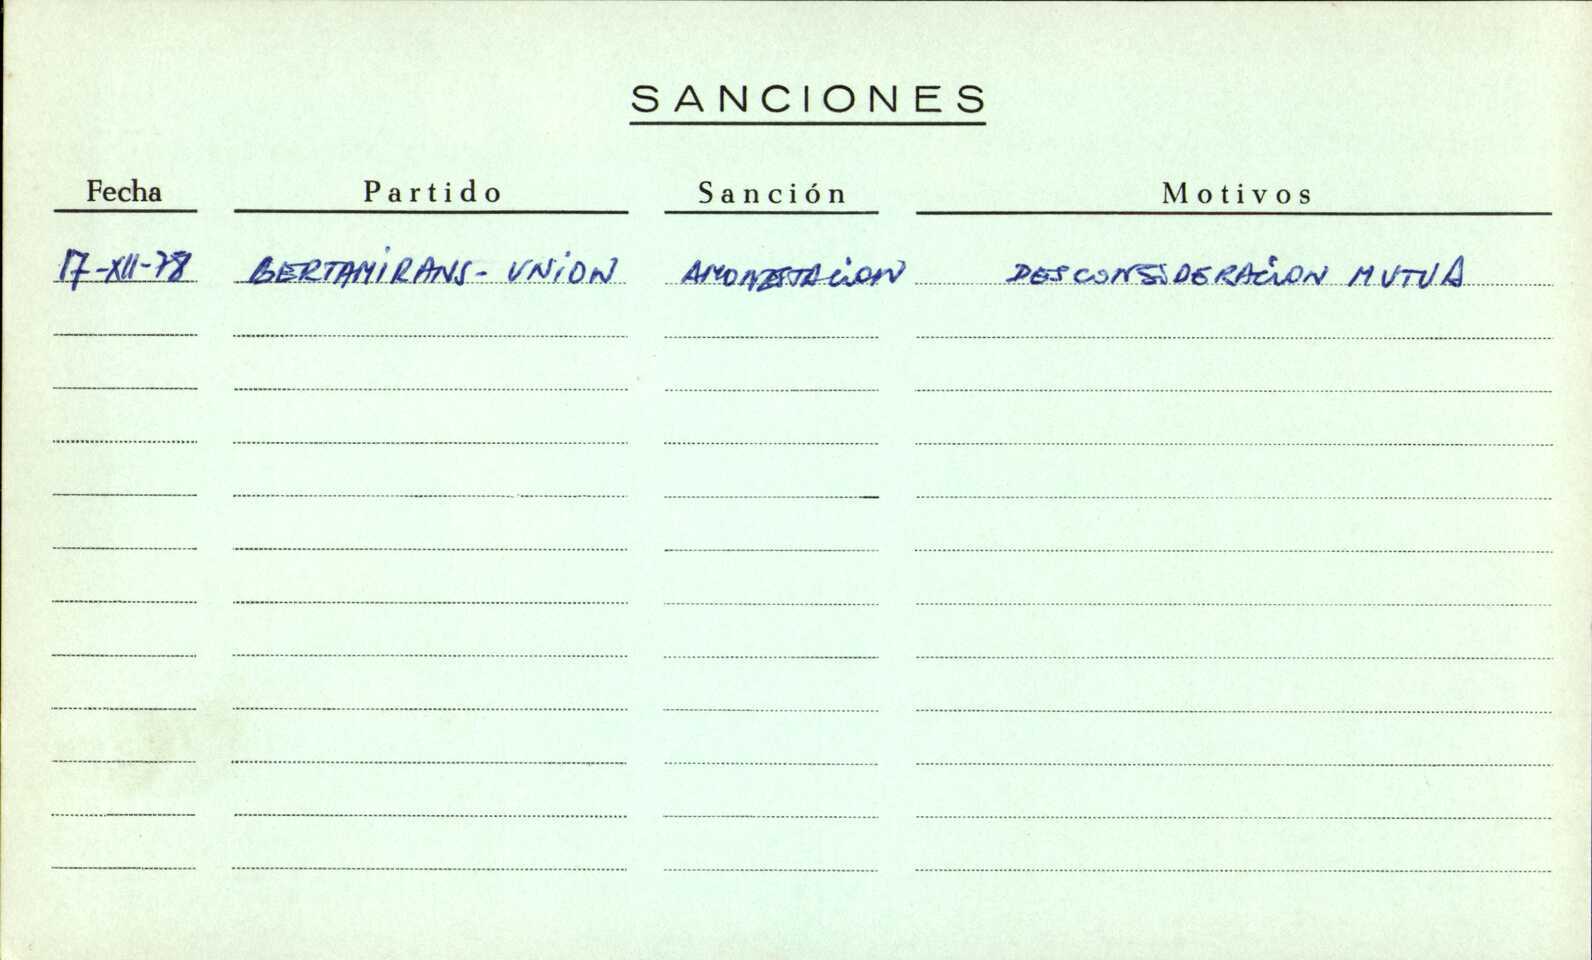 SANCIONES
Fecha Partido Sanción Motivos
17-XII-78 BERTAMIRANS - UNION AMONESTACION DESCONSIDERACION MUTUA